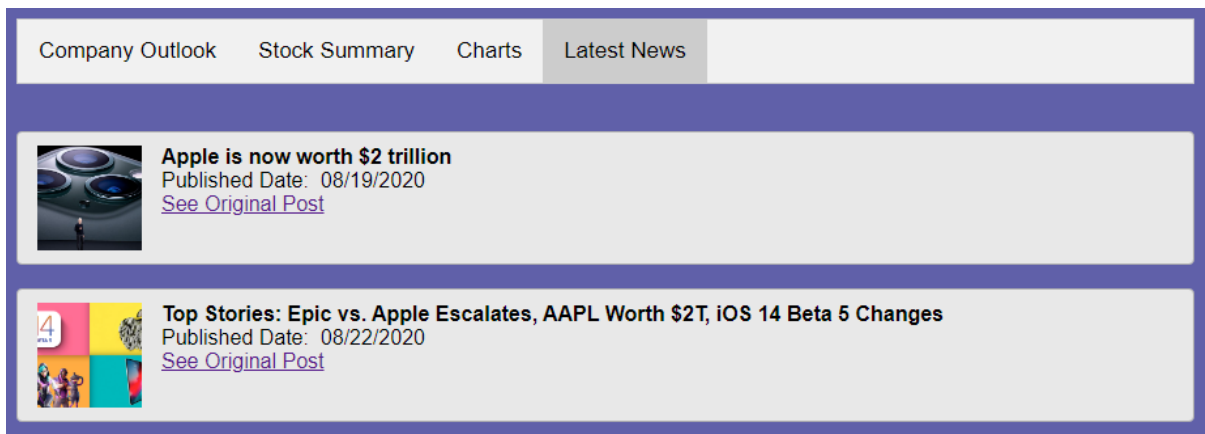 Company Outlook Stock Summary Charts Latest News
Apple is now worth $2 trillion
Published Date: 08/19/2020
See Original Post
14
Top Stories: Epic vs. Apple Escalates, AAPL Worth $2T, iOS 14 Beta 5 Changes
Published Date: 08/22/2020
See Original Post